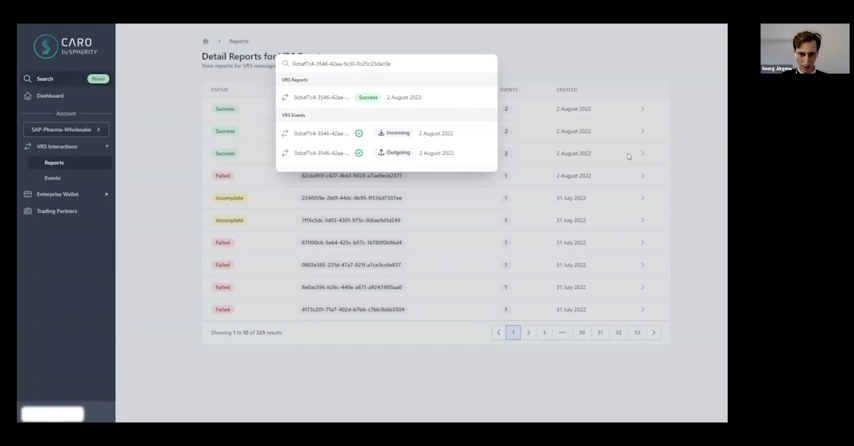 CARO
by SPHERITY
Search
New!
Dashboard
Account
SAP-Pharma-Wholesaler
VRS Interactions
Reports
Events
Enterprise Wallet
Trading Partners
Reports
Detail Reports for VRS
View reports for VRS messag
STATUS
EVENTS
CREATED
0cbaf7c4-3546-42aa-9c30-8c25c23dac0e
VRS Reports
0cbaf7c4-3546-42aa-...
Success
2 August 2022
VRS Events
0cbaf7c4-3546-42aa-...
Incoming
2 August 2022
0cbaf7c4-3546-42aa-...
Outgoing
2 August 2022
Success 2 2 August 2022
Success 2 2 August 2022
Success 2 2 August 2022
Failed 1 2 August 2022
Incomplete 1 31 July 2022
Incomplete 1 31 July 2022
Failed 1 31 July 2022
Failed 1 31 July 2022
Failed 1 31 July 2022
Failed 1 31 July 2022
Showing 1 to 10 of 329 results
1 2 3 ... 30 31 32 33
Georg Jürgens